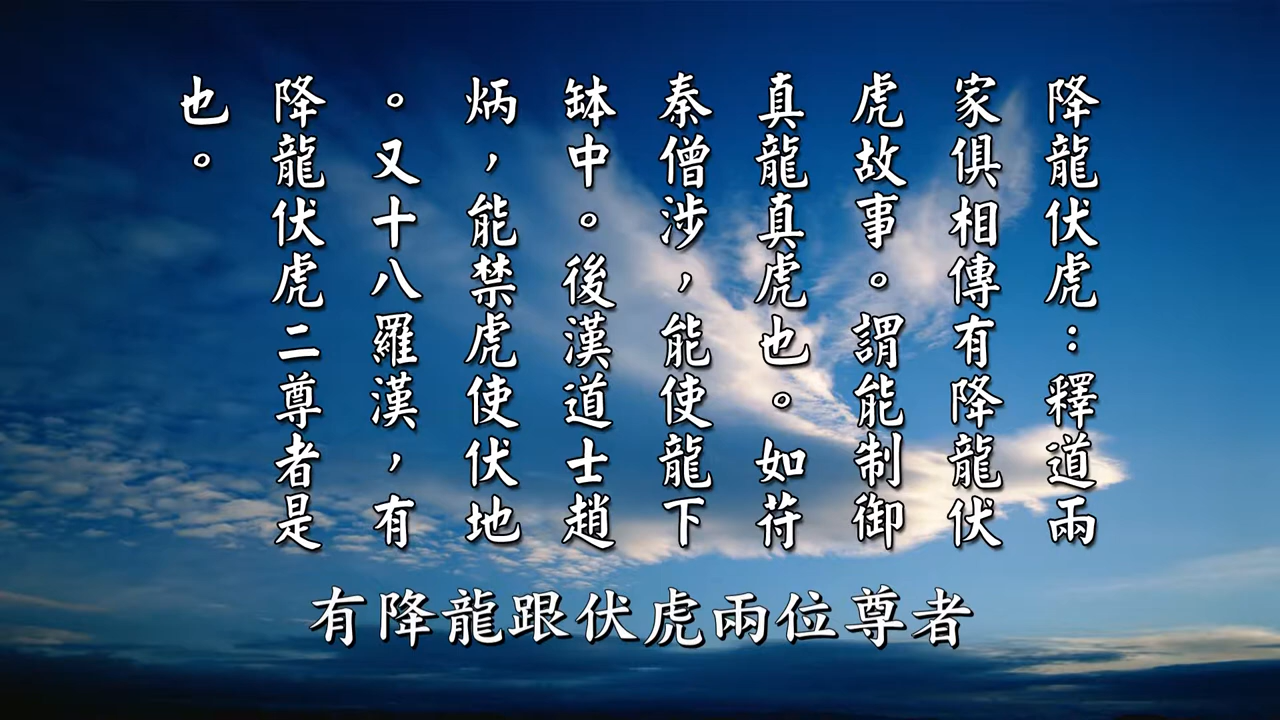 降龍伏虎：釋道兩
家俱相傳有降龍伏
虎故事。謂能制御
真龍真虎也。如苻
秦僧涉，能使龍下
缽中。後漢道士趙
炳，能禁虎使伏地
。又十八羅漢，有
降龍伏虎二尊者是
也。
有降龍跟伏虎兩位尊者